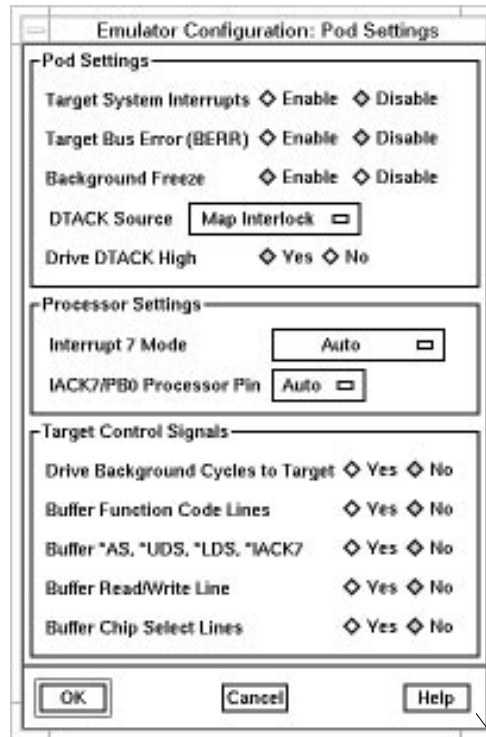 Emulator Configuration: Pod Settings
Pod Settings
Target System Interrupts Enable Disable
Target Bus Error (BERR) Enable Disable
Background Freeze Enable Disable
DTACK Source Map Interlock
Drive DTACK High Yes No
Processor Settings
Interrupt 7 Mode Auto
IACK7/PB0 Processor Pin Auto
Target Control Signals
Drive Background Cycles to Target Yes No
Buffer Function Code Lines Yes No
Buffer *AS, *UDS, *LDS, *IACK7 Yes No
Buffer Read/Write Line Yes No
Buffer Chip Select Lines Yes No
OK Cancel Help